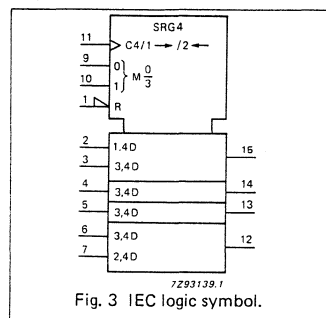 SRG4
11 C4/1 → /2 ←
9 0 } M 0/3
10 1
1 R
2 1,4D 16
3 3,4D
4 3,4D 14
5 3,4D 13
6 3,4D 12
7 2,4D
7Z93139.1
Fig. 3 IEC logic symbol.